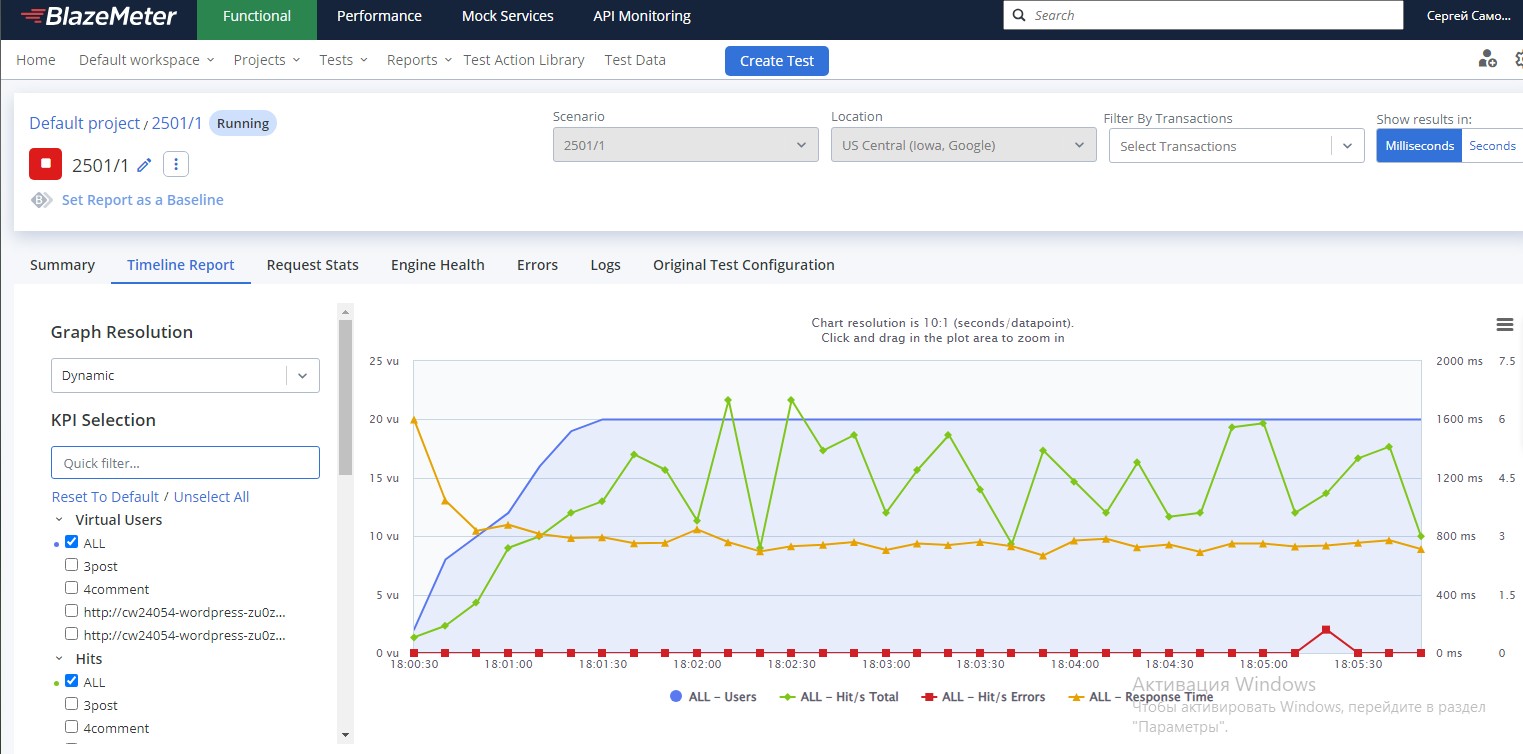 BlazeMeter Functional Performance Mock Services API Monitoring Search Сергей Само...
Home Default workspace Projects Tests Reports Test Action Library Test Data Create Test
Default project / 2501/1 Running
2501/1
Set Report as a Baseline
Scenario
2501/1
Location
US Central (Iowa, Google)
Filter By Transactions
Select Transactions
Show results in:
Milliseconds Seconds
Summary Timeline Report Request Stats Engine Health Errors Logs Original Test Configuration
Graph Resolution
Dynamic
KPI Selection
Quick filter...
Reset To Default / Unselect All
Virtual Users
ALL
3post
4comment
http://cw24054-wordpress-zu0z...
http://cw24054-wordpress-zu0z...
Hits
ALL
3post
4comment
Chart resolution is 10:1 (seconds/datapoint).
Click and drag in the plot area to zoom in
25 vu 2000 ms 7.5
20 vu 1600 ms 6
15 vu 1200 ms 4.5
10 vu 800 ms 3
5 vu 400 ms 1.5
0 vu 0 ms 0
18:00:30 18:01:00 18:01:30 18:02:00 18:02:30 18:03:00 18:03:30 18:04:00 18:04:30 18:05:00 18:05:30
ALL – Users ALL – Hit/s Total ALL – Hit/s Errors ALL – Response Time
Активация Windows
Чтобы активировать Windows, перейдите в раздел
"Параметры".